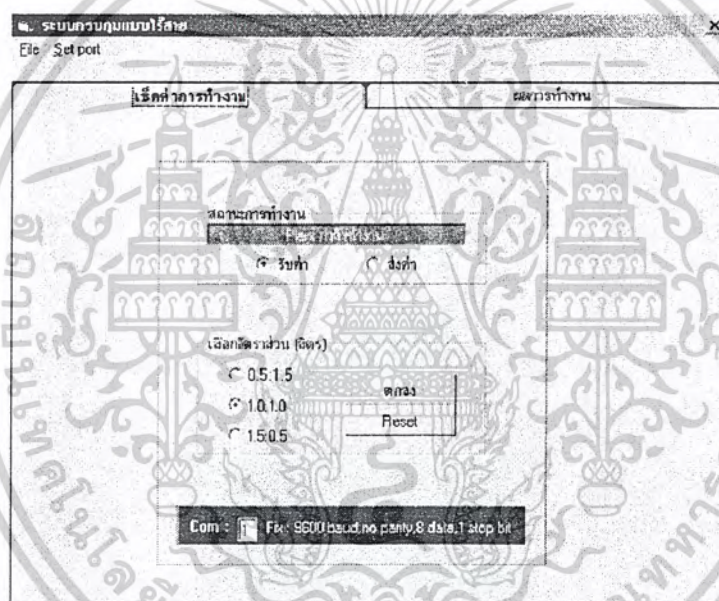 ระบบควบคุมแบบไร้สาย
File Set port
เช็คค่าการทำงาน ผลการทำงาน
สถานะการทำงาน
รับค่า ส่งค่า
เลือกอัตราส่วน (ลิตร)
0.5:1.5
1.0:1.0
1.5:0.5
ตกลง
Reset
Com : 1 Fix : 9600 baud,no parity,8 data,1 stop bit